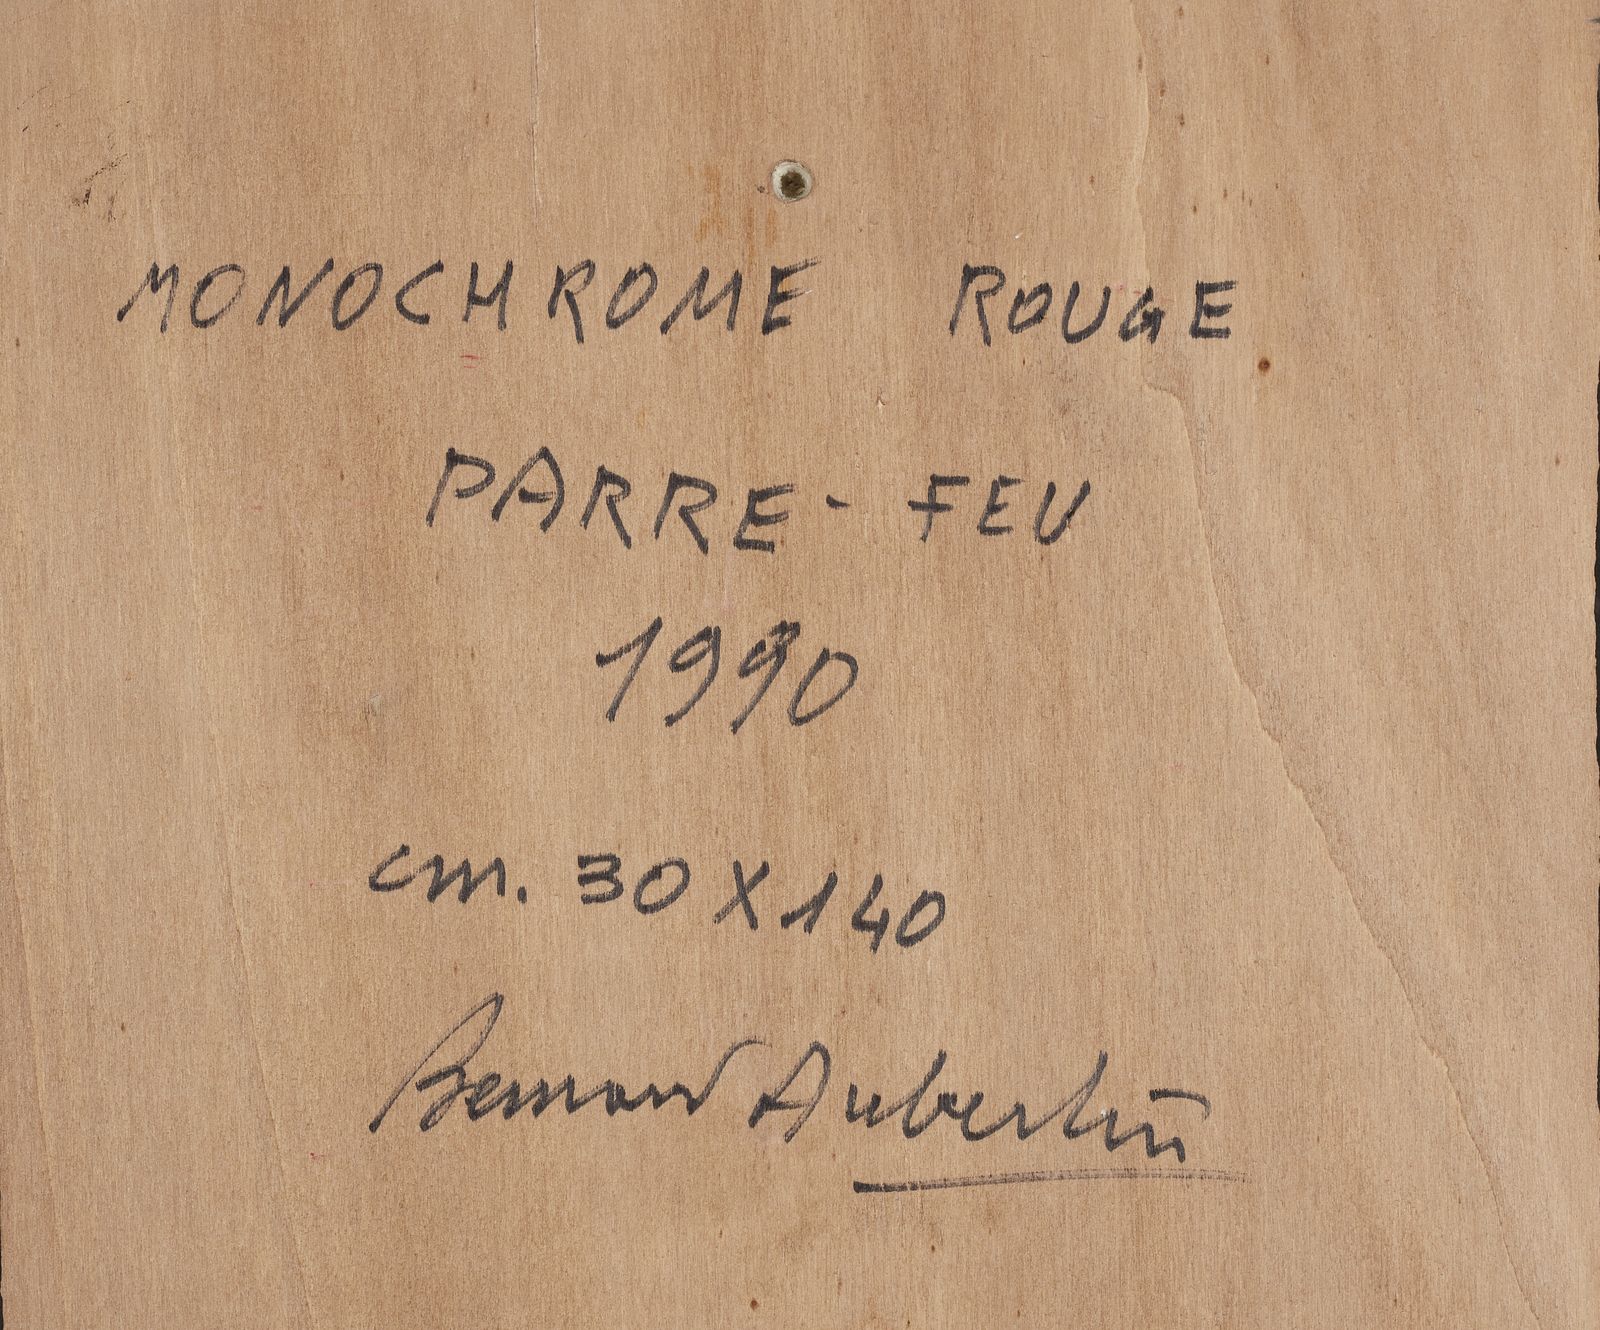 MONOCHROME ROUGE
PARRE-FEU
1990
cm. 30 X 140
Bernard Aubertin